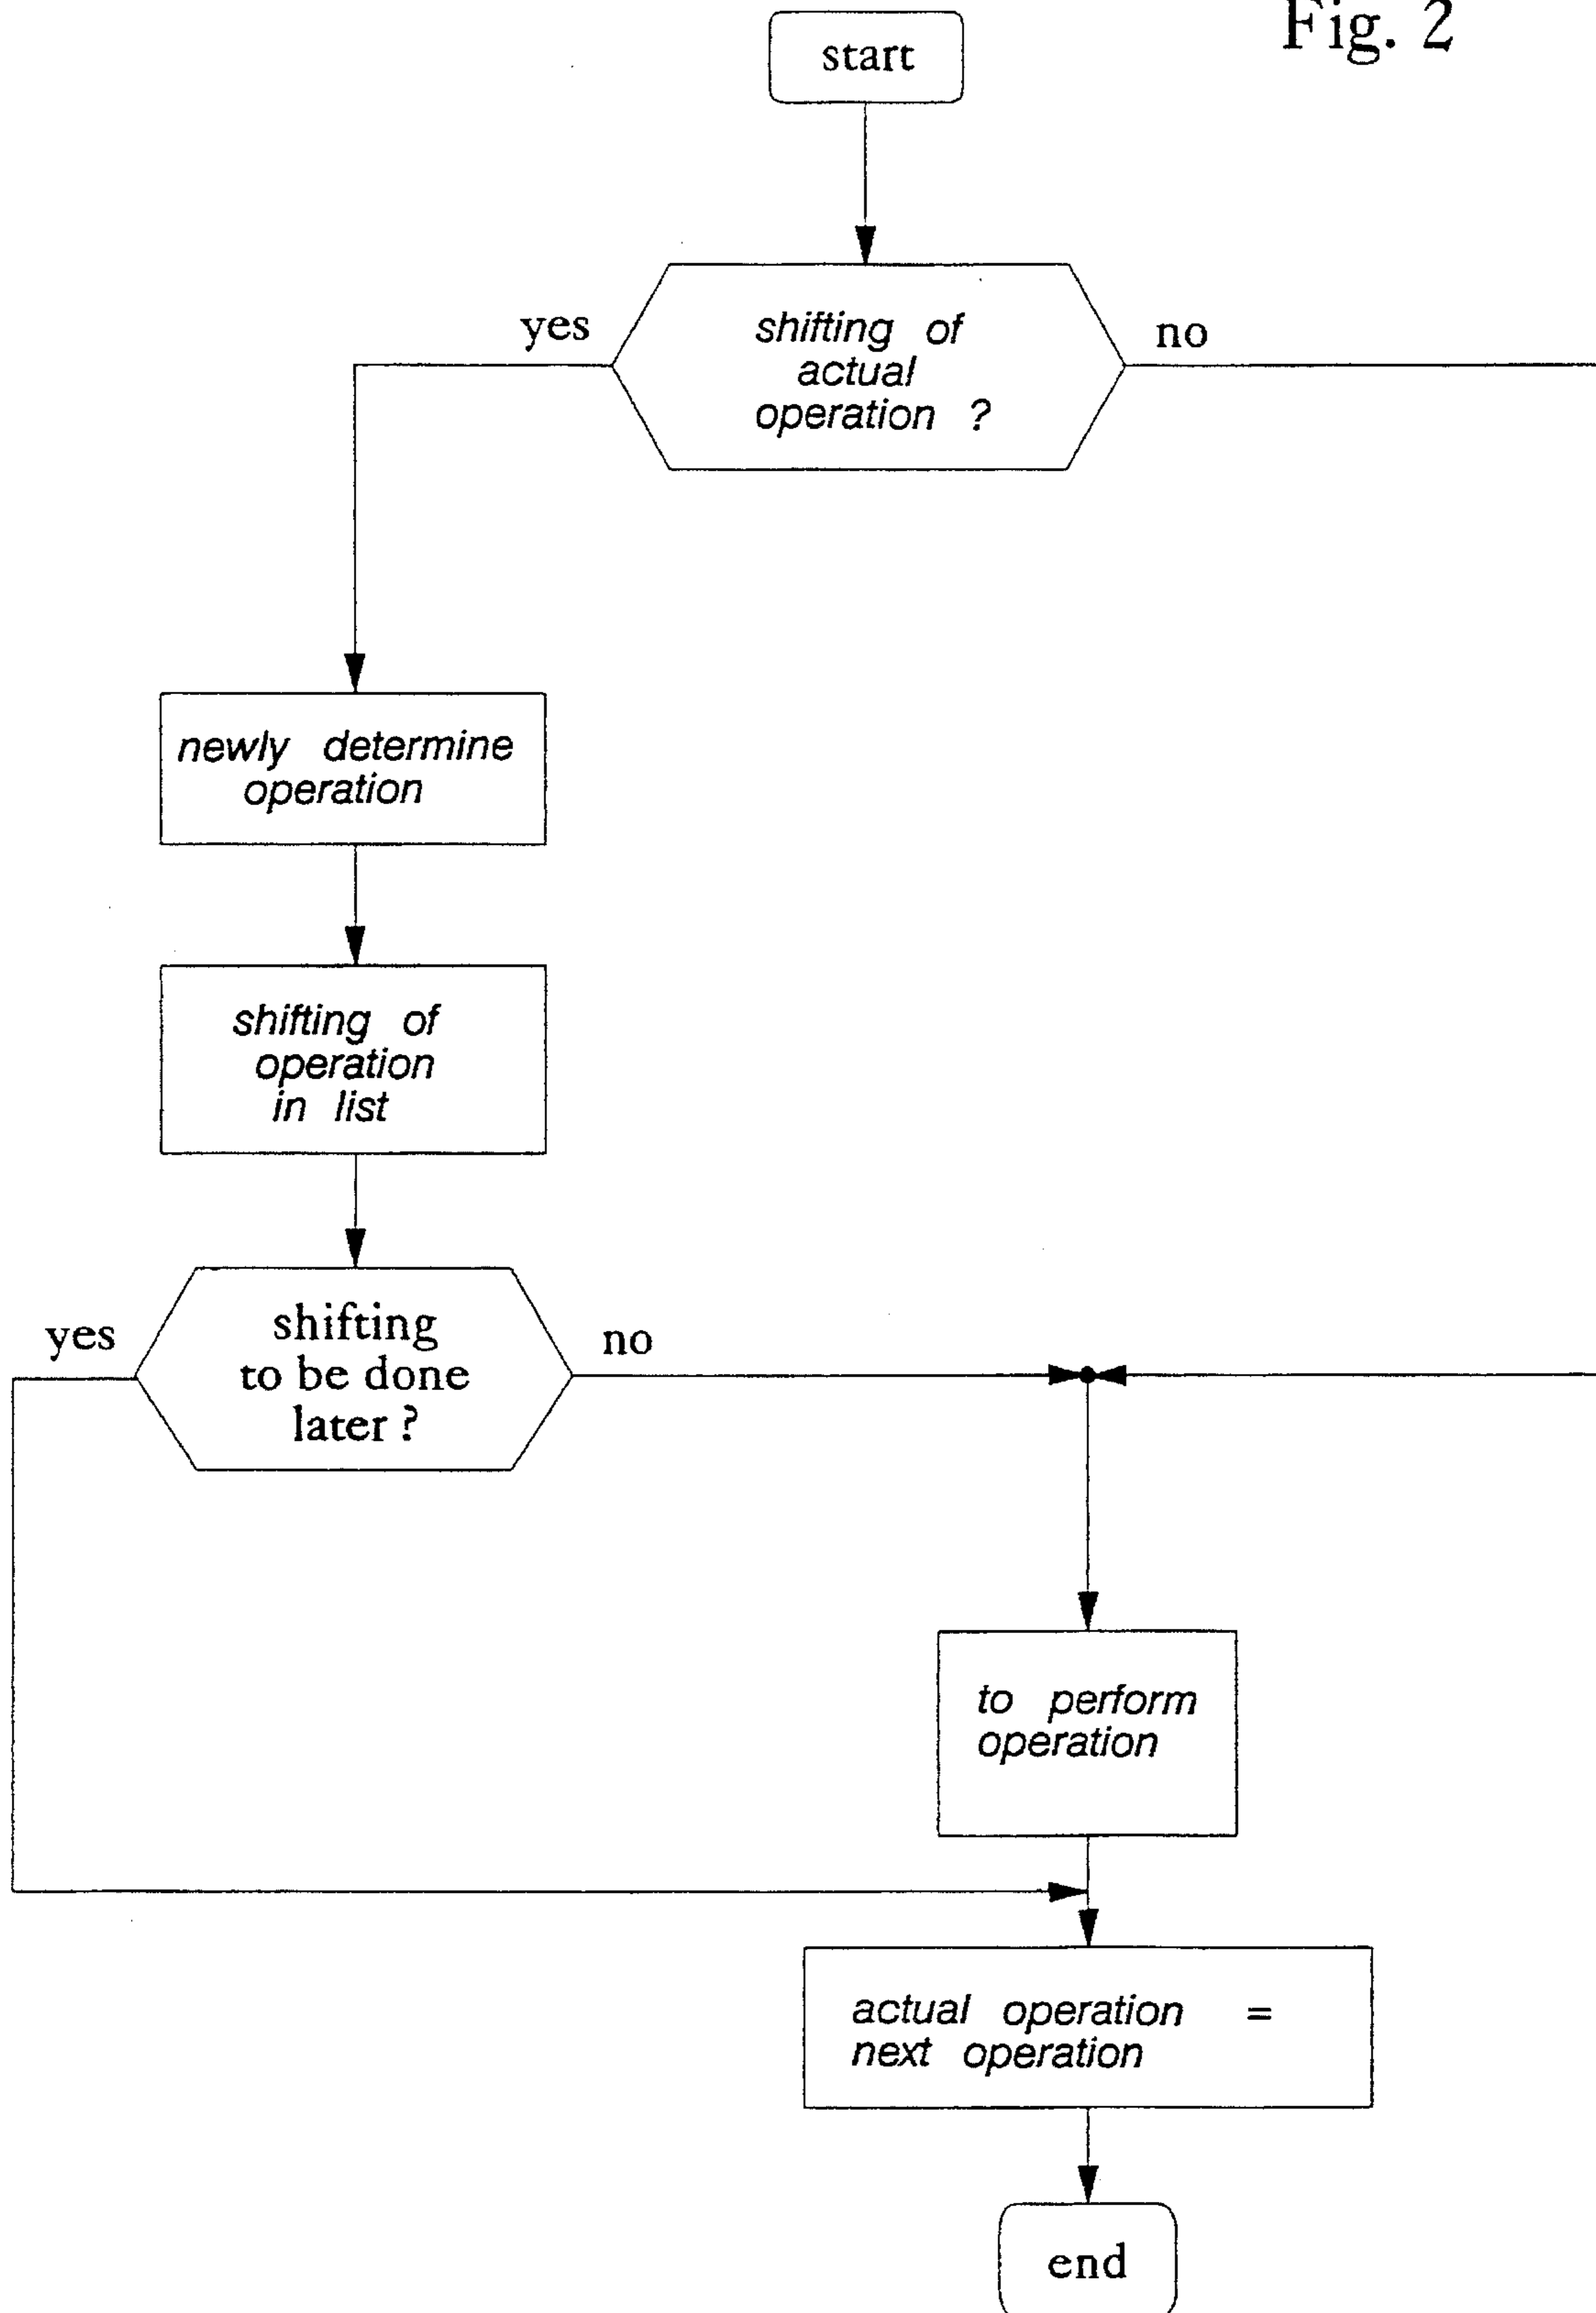 Fig. 2
start
yes
shifting of
actual
operation ?
no
newly determine
operation
shifting of
operation
in list
yes
shifting
to be done
later ?
no
to perform
operation
actual operation =
next operation
end